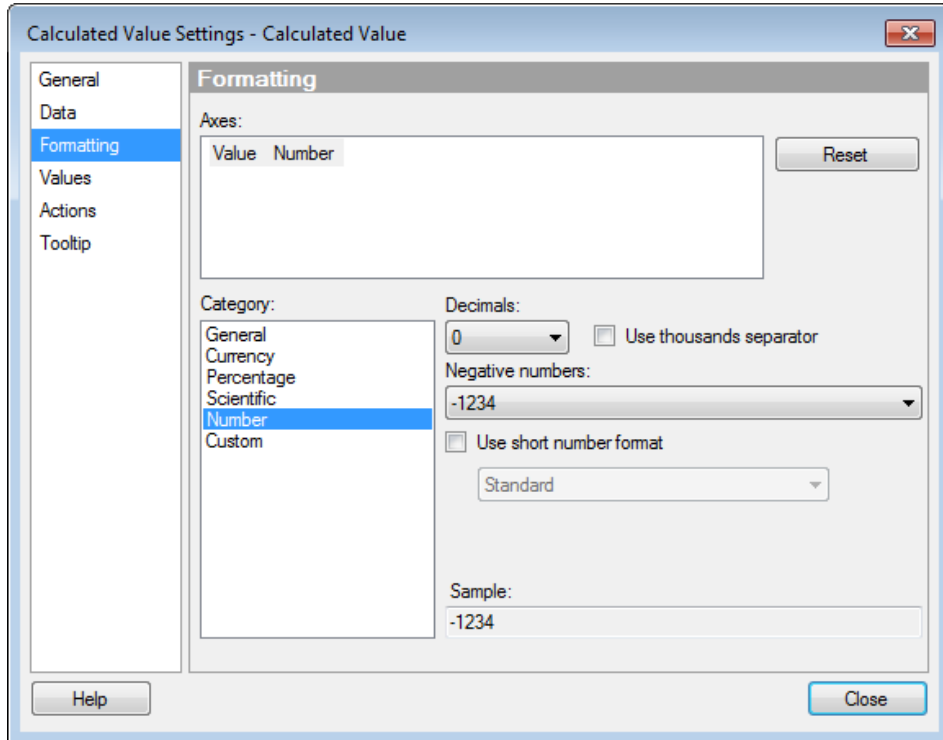 Calculated Value Settings - Calculated Value
General
Data
Formatting
Values
Actions
Tooltip
Formatting
Axes:
Value Number
Reset
Category:
General
Currency
Percentage
Scientific
Number
Custom
Decimals:
0
Use thousands separator
Negative numbers:
-1234
Use short number format
Standard
Sample:
-1234
Help
Close